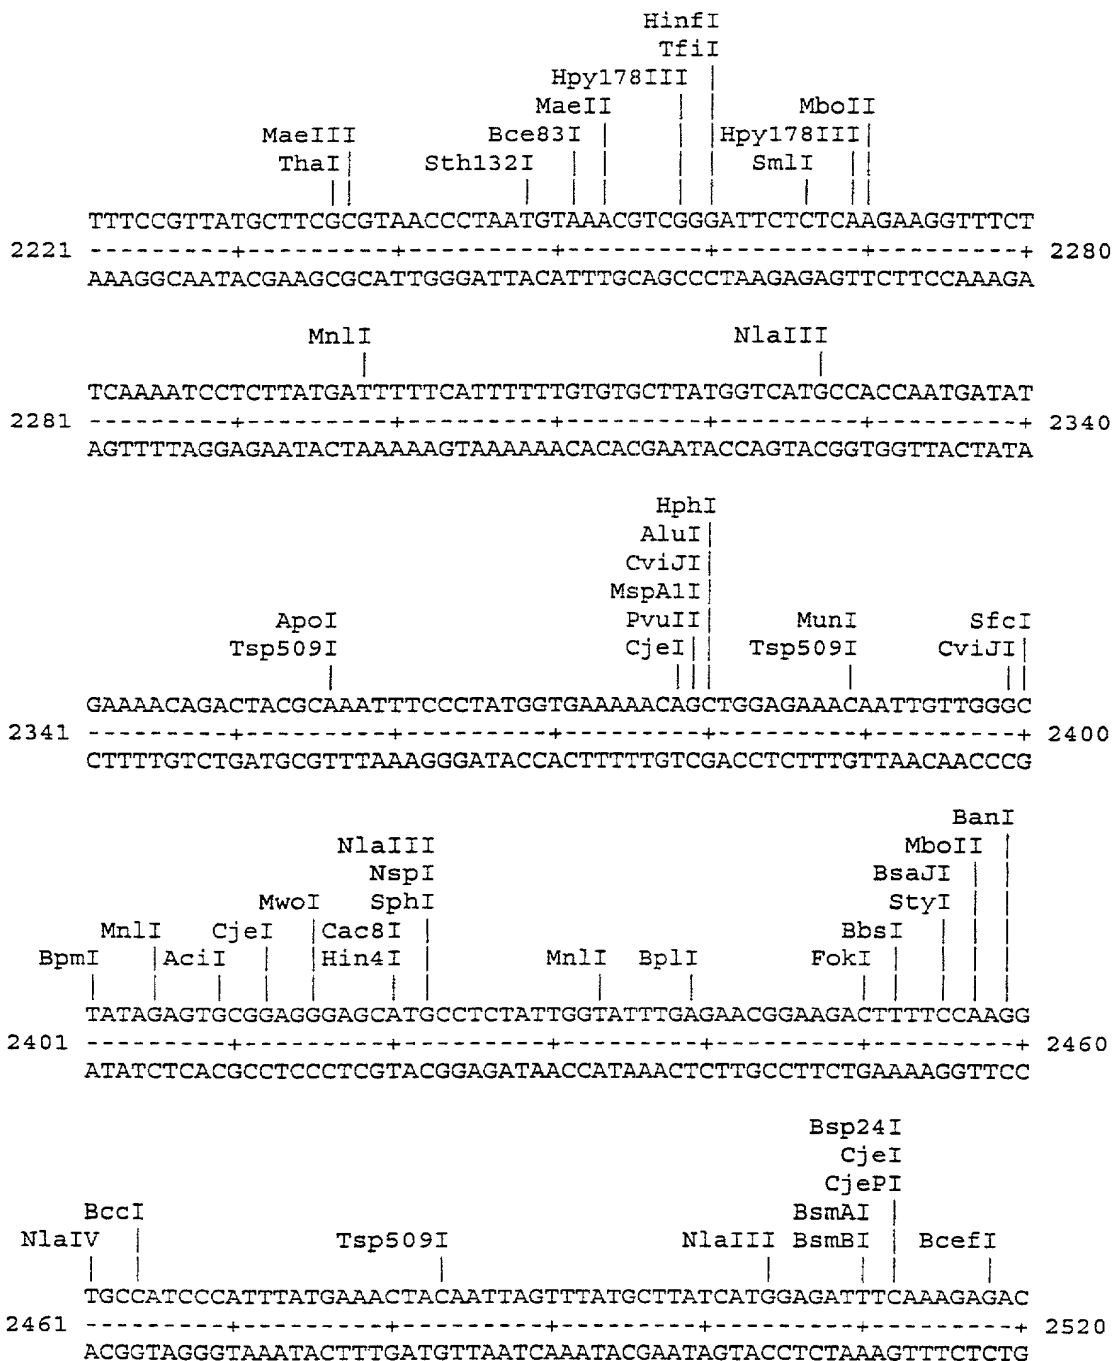 HinfI
TfiI
Hpy178III
MaeII MboII
MaeIII Bce83I Hpy178III
ThaI Sth132I SmlI
TTTCCGTTATGCTTCGCGTAACCCTAATGTAAACGTCGGGATTCTCTCAAGAAGGTTTCT
2221 ---------+---------+---------+---------+---------+---------+ 2280
AAAGGCAATACGAAGCGCATTGGGATTACATTTGCAGCCCTAAGAGAGTTCTTCCAAAGA
MnlI NlaIII
TCAAAATCCTCTTATGATTTTTCATTTTTTGTGTGCTTATGGTCATGCCACCAATGATAT
2281 ---------+---------+---------+---------+---------+---------+ 2340
AGTTTTAGGAGAATACTAAAAAGTAAAAAACACACGAATACCAGTACGGTGGTTACTATA
HphI
AluI
CviJI
MspA1I
ApoI PvuII MunI SfcI
Tsp509I CjeI Tsp509I CviJI
GAAAACAGACTACGCAAATTTCCCTATGGTGAAAAACAGCTGGAGAAACAATTGTTGGGC
2341 ---------+---------+---------+---------+---------+---------+ 2400
CTTTTGTCTGATGCGTTTAAAGGGATACCACTTTTTGTCGACCTCTTTGTTAACAACCCG
BanI
NlaIII MboII
NspI BsaJI
MwoI SphI StyI
MnlI CjeI Cac8I BbsI
BpmI AciI Hin4I MnlI BplI FokI
TATAGAGTGCGGAGGGAGCATGCCTCTATTGGTATTTGAGAACGGAAGACTTTTCCAAGG
2401 ---------+---------+---------+---------+---------+---------+ 2460
ATATCTCACGCCTCCCTCGTACGGAGATAACCATAAACTCTTGCCTTCTGAAAAGGTTCC
Bsp24I
CjeI
CjePI
BccI BsmAI
NlaIV Tsp509I NlaIII BsmBI BcefI
TGCCATCCCATTTATGAAACTACAATTAGTTTATGCTTATCATGGAGATTTCAAAGAGAC
2461 ---------+---------+---------+---------+---------+---------+ 2520
ACGGTAGGGTAAATACTTTGATGTTAATCAAATACGAATAGTACCTCTAAAGTTTCTCTG